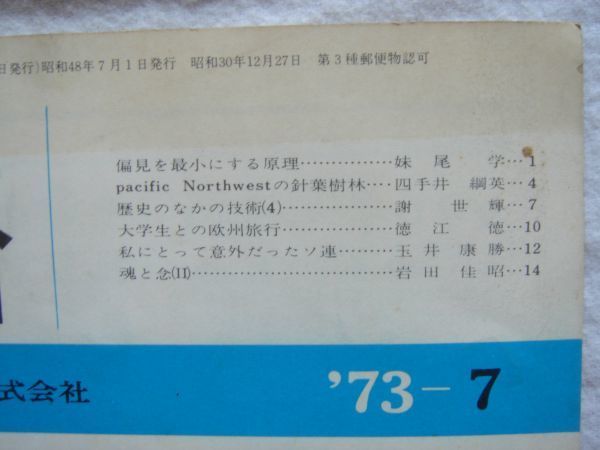 日発行)昭和48年7月1日発行 昭和30年12月27日 第3種郵便物認可
偏見を最小にする原理……………妹尾 学…1
pacific Northwestの針葉樹林‥‥四手井 綱英…4
歴史のなかの技術(4)………………謝 世輝…7
大学生との欧州旅行………………徳江 徳…10
私にとって意外だったソ連………玉井 康勝…12
魂と念(II)……………………………岩田 佳昭…14
式会社
'73-7